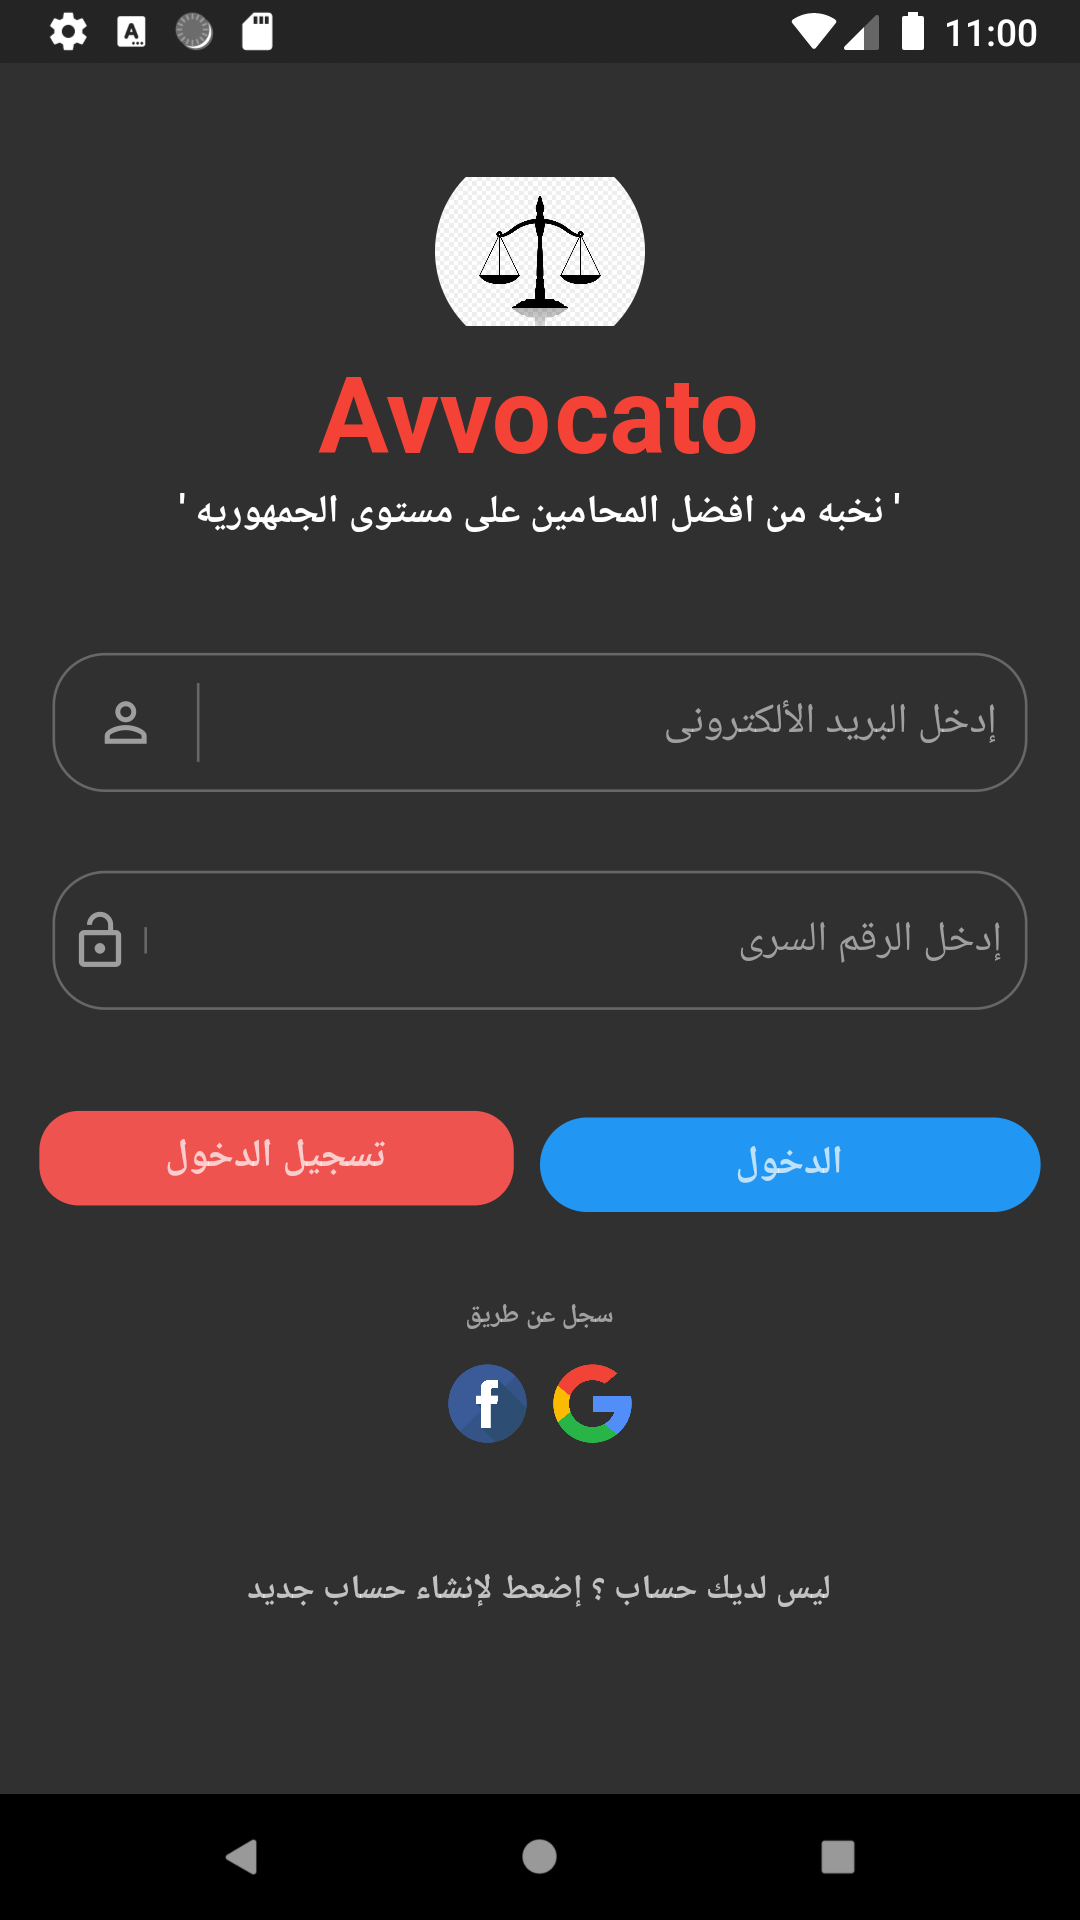 11:00
Avvocato
' نخبه من افضل المحامين على مستوى الجمهوريه '
إدخل البريد الألكترونى
إدخل الرقم السرى
الدخول
تسجيل الدخول
سجل عن طريق
ليس لديك حساب ؟ إضعط لإنشاء حساب جديد